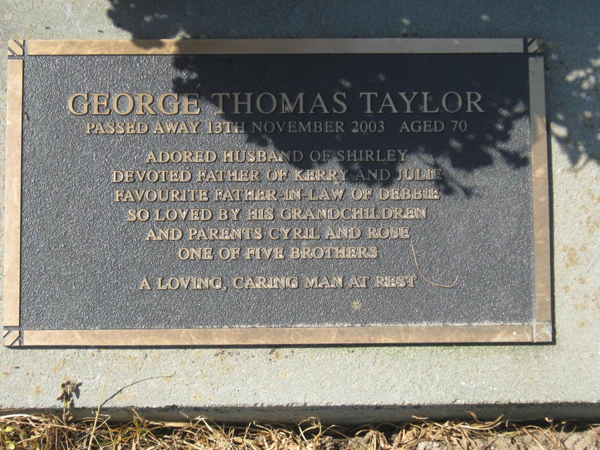 GEORGE THOMAS TAYLOR
PASSED AWAY 13TH NOVEMBER 2003 AGED 70
ADORED HUSBAND OF SHIRLEY
DEVOTED FATHER OF KERRY AND JULIE
FAVOURITE FATHER-IN-LAW OF DEBBIE
SO LOVED BY HIS GRANDCHILDREN
AND PARENTS CYRIL AND ROSE
ONE OF FIVE BROTHERS
A LOVING, CARING MAN AT REST